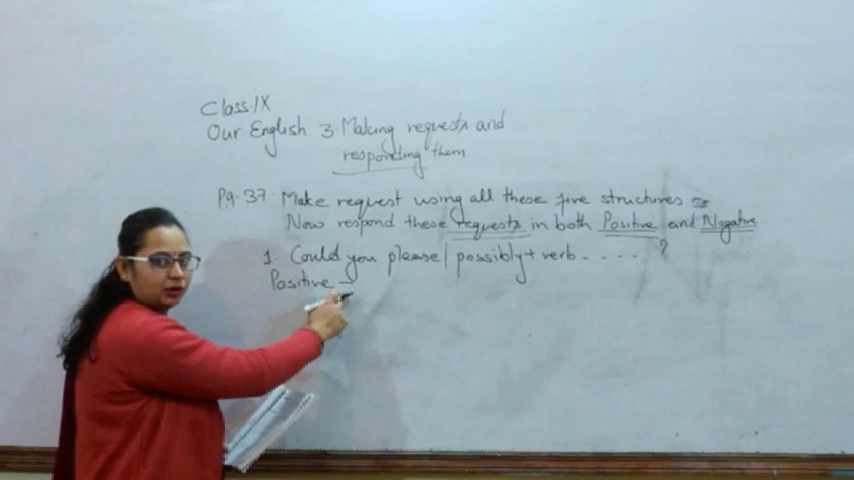 Class-IX
Our English 3. Making requests and
responding them
Pg. 37. Make request using all these five structures
Now respond these requests in both Positive and Negative
1. Could you please/possibly + verb - - - - ?
Positive -